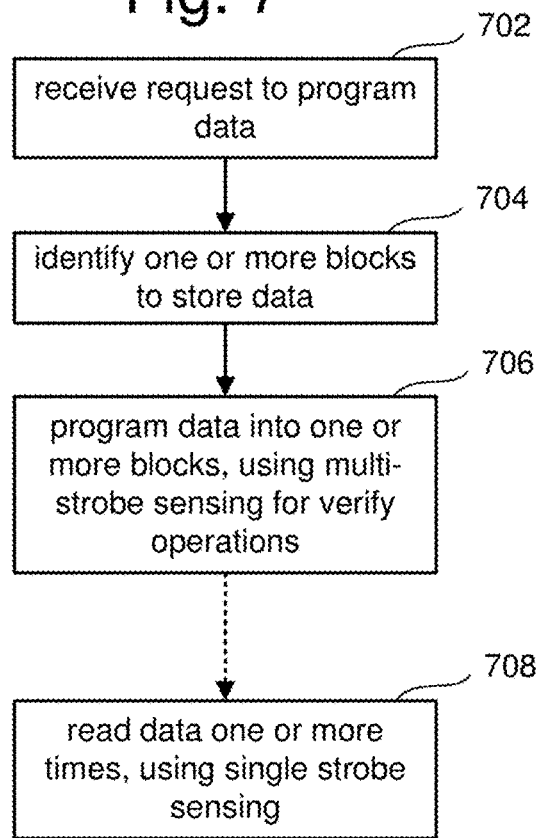 Fig. 7
702
receive request to program
data
704
identify one or more blocks
to store data
706
program data into one or
more blocks, using multi-
strobe sensing for verify
operations
708
read data one or more
times, using single strobe
sensing